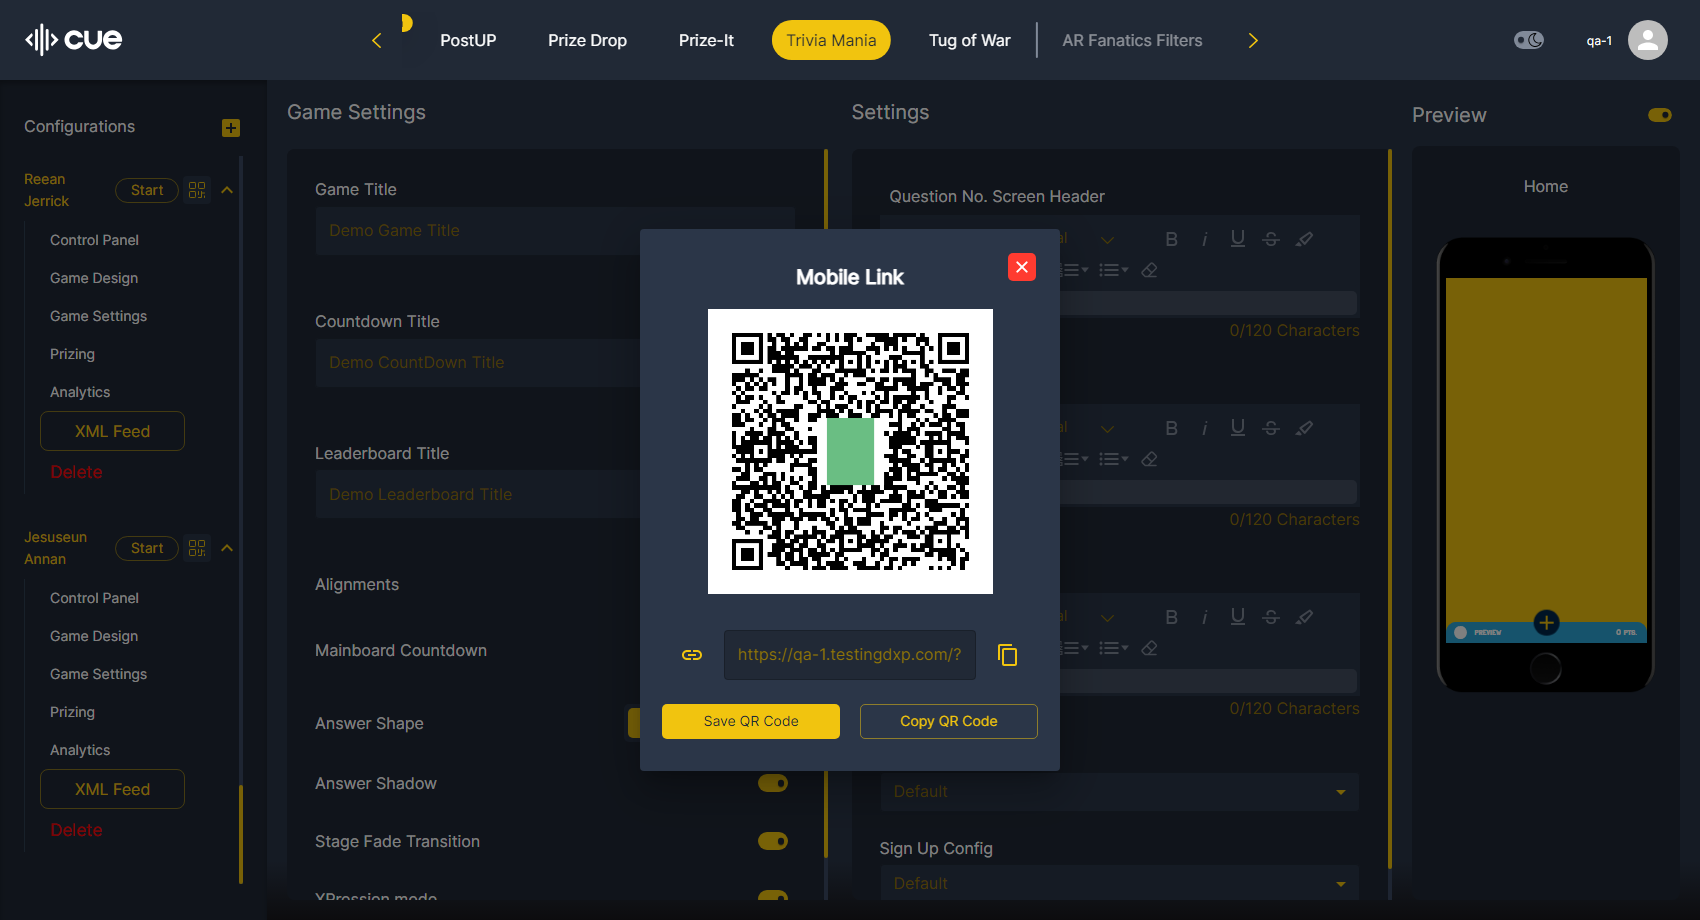 cue
PostUP
Prize Drop
Prize-It
Trivia Mania
Tug of War
AR Fanatics Filters
qa-1
Configurations
Reean
Jerrick
Start
Control Panel
Game Design
Game Settings
Prizing
Analytics
XML Feed
Delete
Jesuseun
Annan
Start
Control Panel
Game Design
Game Settings
Prizing
Analytics
XML Feed
Delete
Game Settings
Game Title
Demo Game Title
Countdown Title
Demo CountDown Title
Leaderboard Title
Demo Leaderboard Title
Alignments
Mainboard Countdown
Answer Shape
Answer Shadow
Stage Fade Transition
XPression mode
Mobile Link
https://qa-1.testingdxp.com/?
Save QR Code
Copy QR Code
Settings
Question No. Screen Header
B i U S
0/120 Characters
B i U S
0/120 Characters
B i U S
0/120 Characters
Default
Sign Up Config
Default
Preview
Home
PREVIEW
0 PTS.